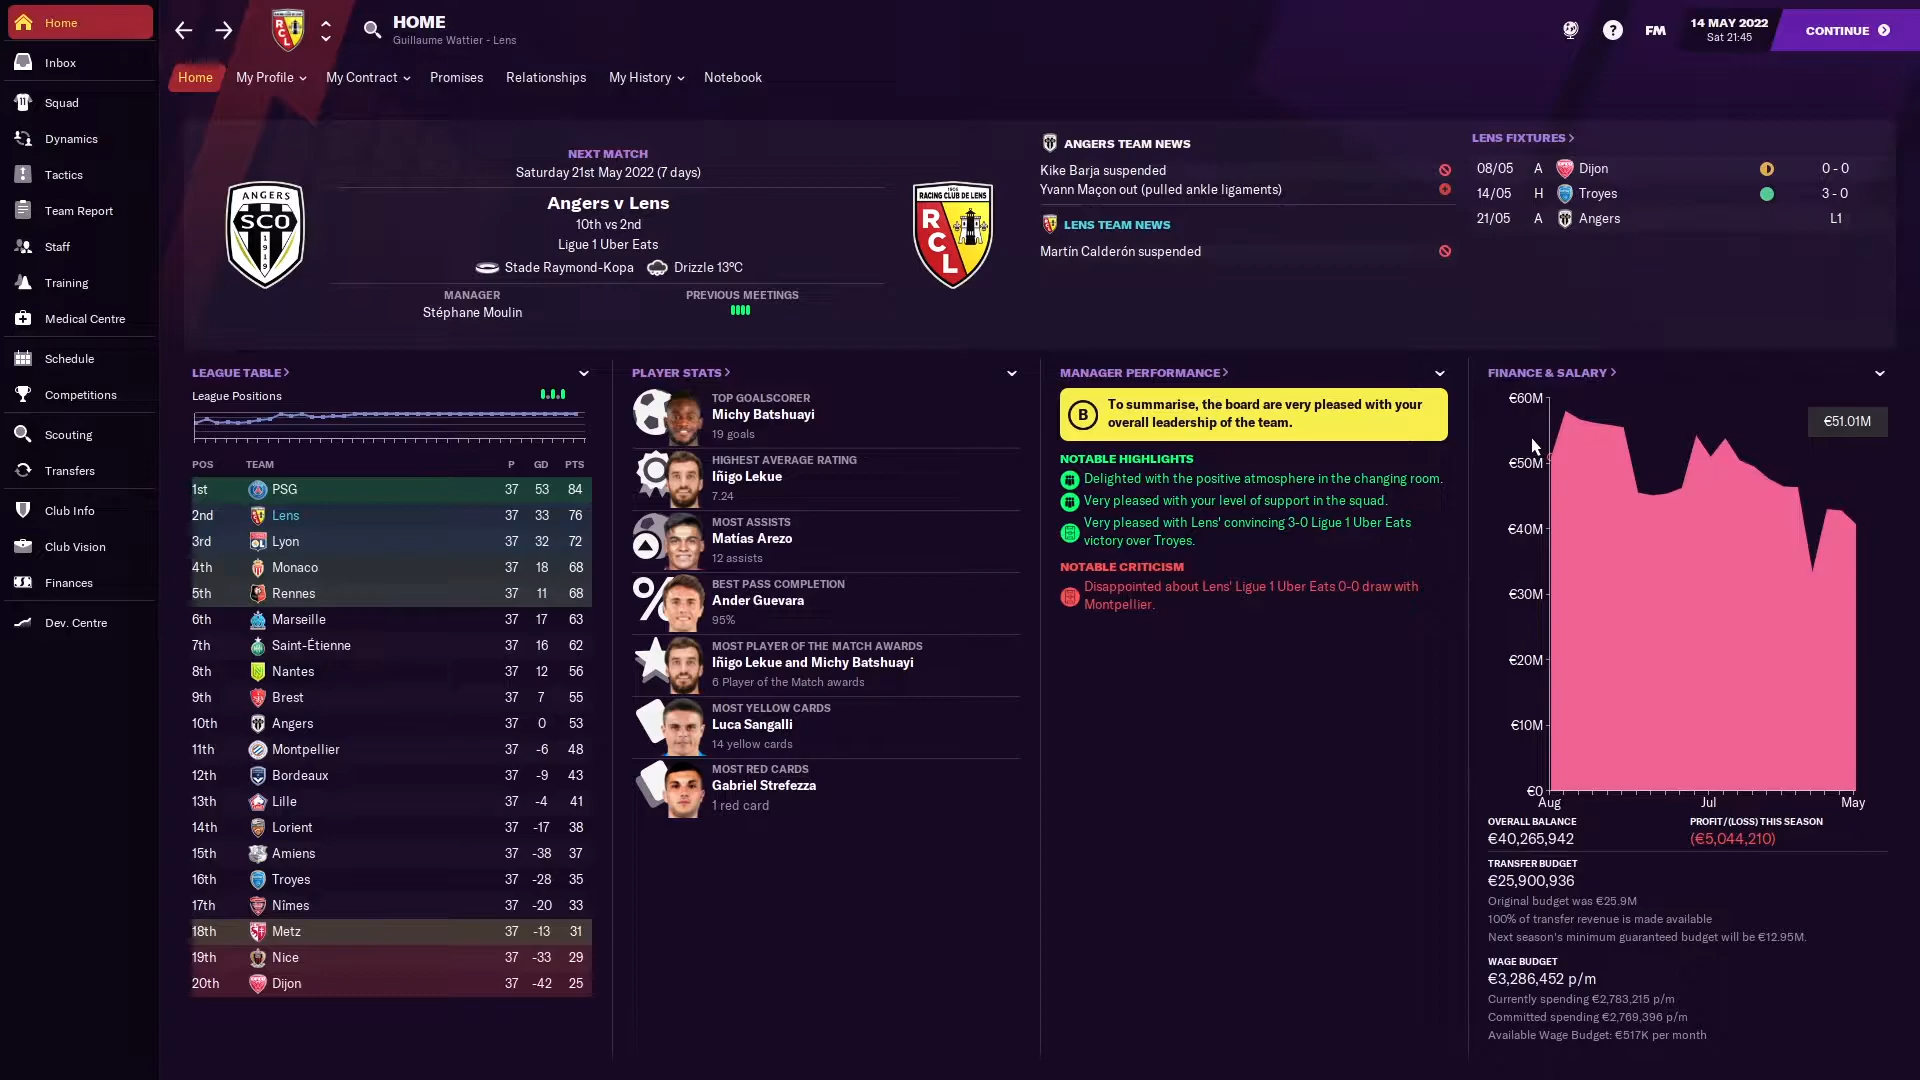 Home
Inbox
Squad
Dynamics
Tactics
Team Report
Staff
Training
Medical Centre
Schedule
Competitions
Scouting
Transfers
Club Info
Club Vision
Finances
Dev. Centre
HOME
Guillaume Wattier - Lens
FM
14 MAY 2022
Sat 21:45
CONTINUE
Home My Profile My Contract Promises Relationships My History Notebook
NEXT MATCH
Saturday 21st May 2022 (7 days)
Angers v Lens
10th vs 2nd
Ligue 1 Uber Eats
Stade Raymond-Kopa Drizzle 13ºC
MANAGER
Stéphane Moulin
PREVIOUS MEETINGS
ANGERS
SCO
1919
1906
RACING CLUB DE LENS
RCL
ANGERS TEAM NEWS
Kike Barja suspended
Yvann Maçon out (pulled ankle ligaments)
LENS TEAM NEWS
Martín Calderón suspended
LENS FIXTURES
08/05 A Dijon 0 - 0
14/05 H Troyes 3 - 0
21/05 A Angers L1
LEAGUE TABLE
League Positions
POS TEAM P GD PTS
1st PSG 37 53 84
2nd Lens 37 33 76
3rd Lyon 37 32 72
4th Monaco 37 18 68
5th Rennes 37 11 68
6th Marseille 37 17 63
7th Saint-Étienne 37 16 62
8th Nantes 37 12 56
9th Brest 37 7 55
10th Angers 37 0 53
11th Montpellier 37 -6 48
12th Bordeaux 37 -9 43
13th Lille 37 -4 41
14th Lorient 37 -17 38
15th Amiens 37 -38 37
16th Troyes 37 -28 35
17th Nîmes 37 -20 33
18th Metz 37 -13 31
19th Nice 37 -33 29
20th Dijon 37 -42 25
PLAYER STATS
TOP GOALSCORER
Michy Batshuayi
19 goals
HIGHEST AVERAGE RATING
Iñigo Lekue
7.24
MOST ASSISTS
Matías Arezo
12 assists
BEST PASS COMPLETION
Ander Guevara
95%
MOST PLAYER OF THE MATCH AWARDS
Iñigo Lekue and Michy Batshuayi
6 Player of the Match awards
MOST YELLOW CARDS
Luca Sangalli
14 yellow cards
MOST RED CARDS
Gabriel Strefezza
1 red card
MANAGER PERFORMANCE
B
To summarise, the board are very pleased with your
overall leadership of the team.
NOTABLE HIGHLIGHTS
Delighted with the positive atmosphere in the changing room.
Very pleased with your level of support in the squad.
Very pleased with Lens' convincing 3-0 Ligue 1 Uber Eats
victory over Troyes.
NOTABLE CRITICISM
Disappointed about Lens' Ligue 1 Uber Eats 0-0 draw with
Montpellier.
FINANCE & SALARY
€60M
€51.01M
€50M
€40M
€30M
€20M
€10M
€0
Aug Jul May
OVERALL BALANCE
€40,265,942
PROFIT/(LOSS) THIS SEASON
(€5,044,210)
TRANSFER BUDGET
€25,900,936
Original budget was €25.9M
100% of transfer revenue is made available
Next season's minimum guaranteed budget will be €12.95M.
WAGE BUDGET
€3,286,452 p/m
Currently spending €2,783,215 p/m
Committed spending €2,769,396 p/m
Available Wage Budget: €517K per month